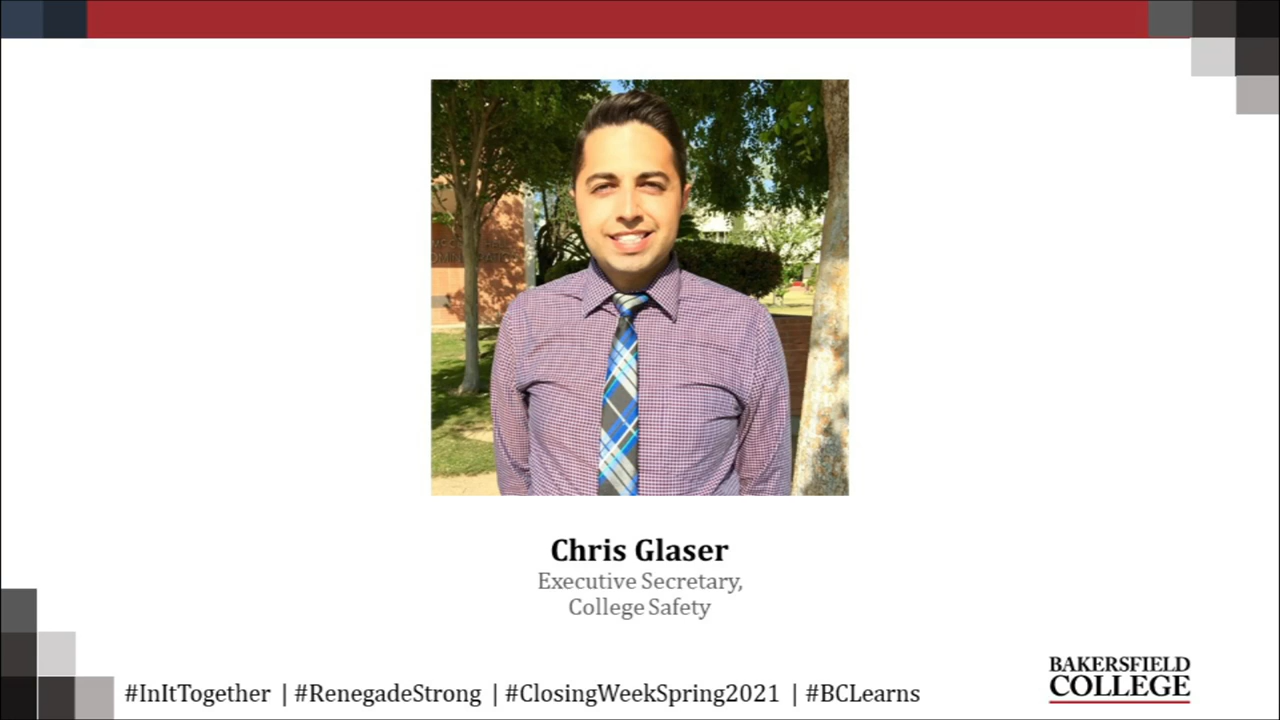 Chris Glaser
Executive Secretary,
College Safety
#InItTogether | #RenegadeStrong | #ClosingWeekSpring2021 | #BCLearns
BAKERSFIELD
COLLEGE